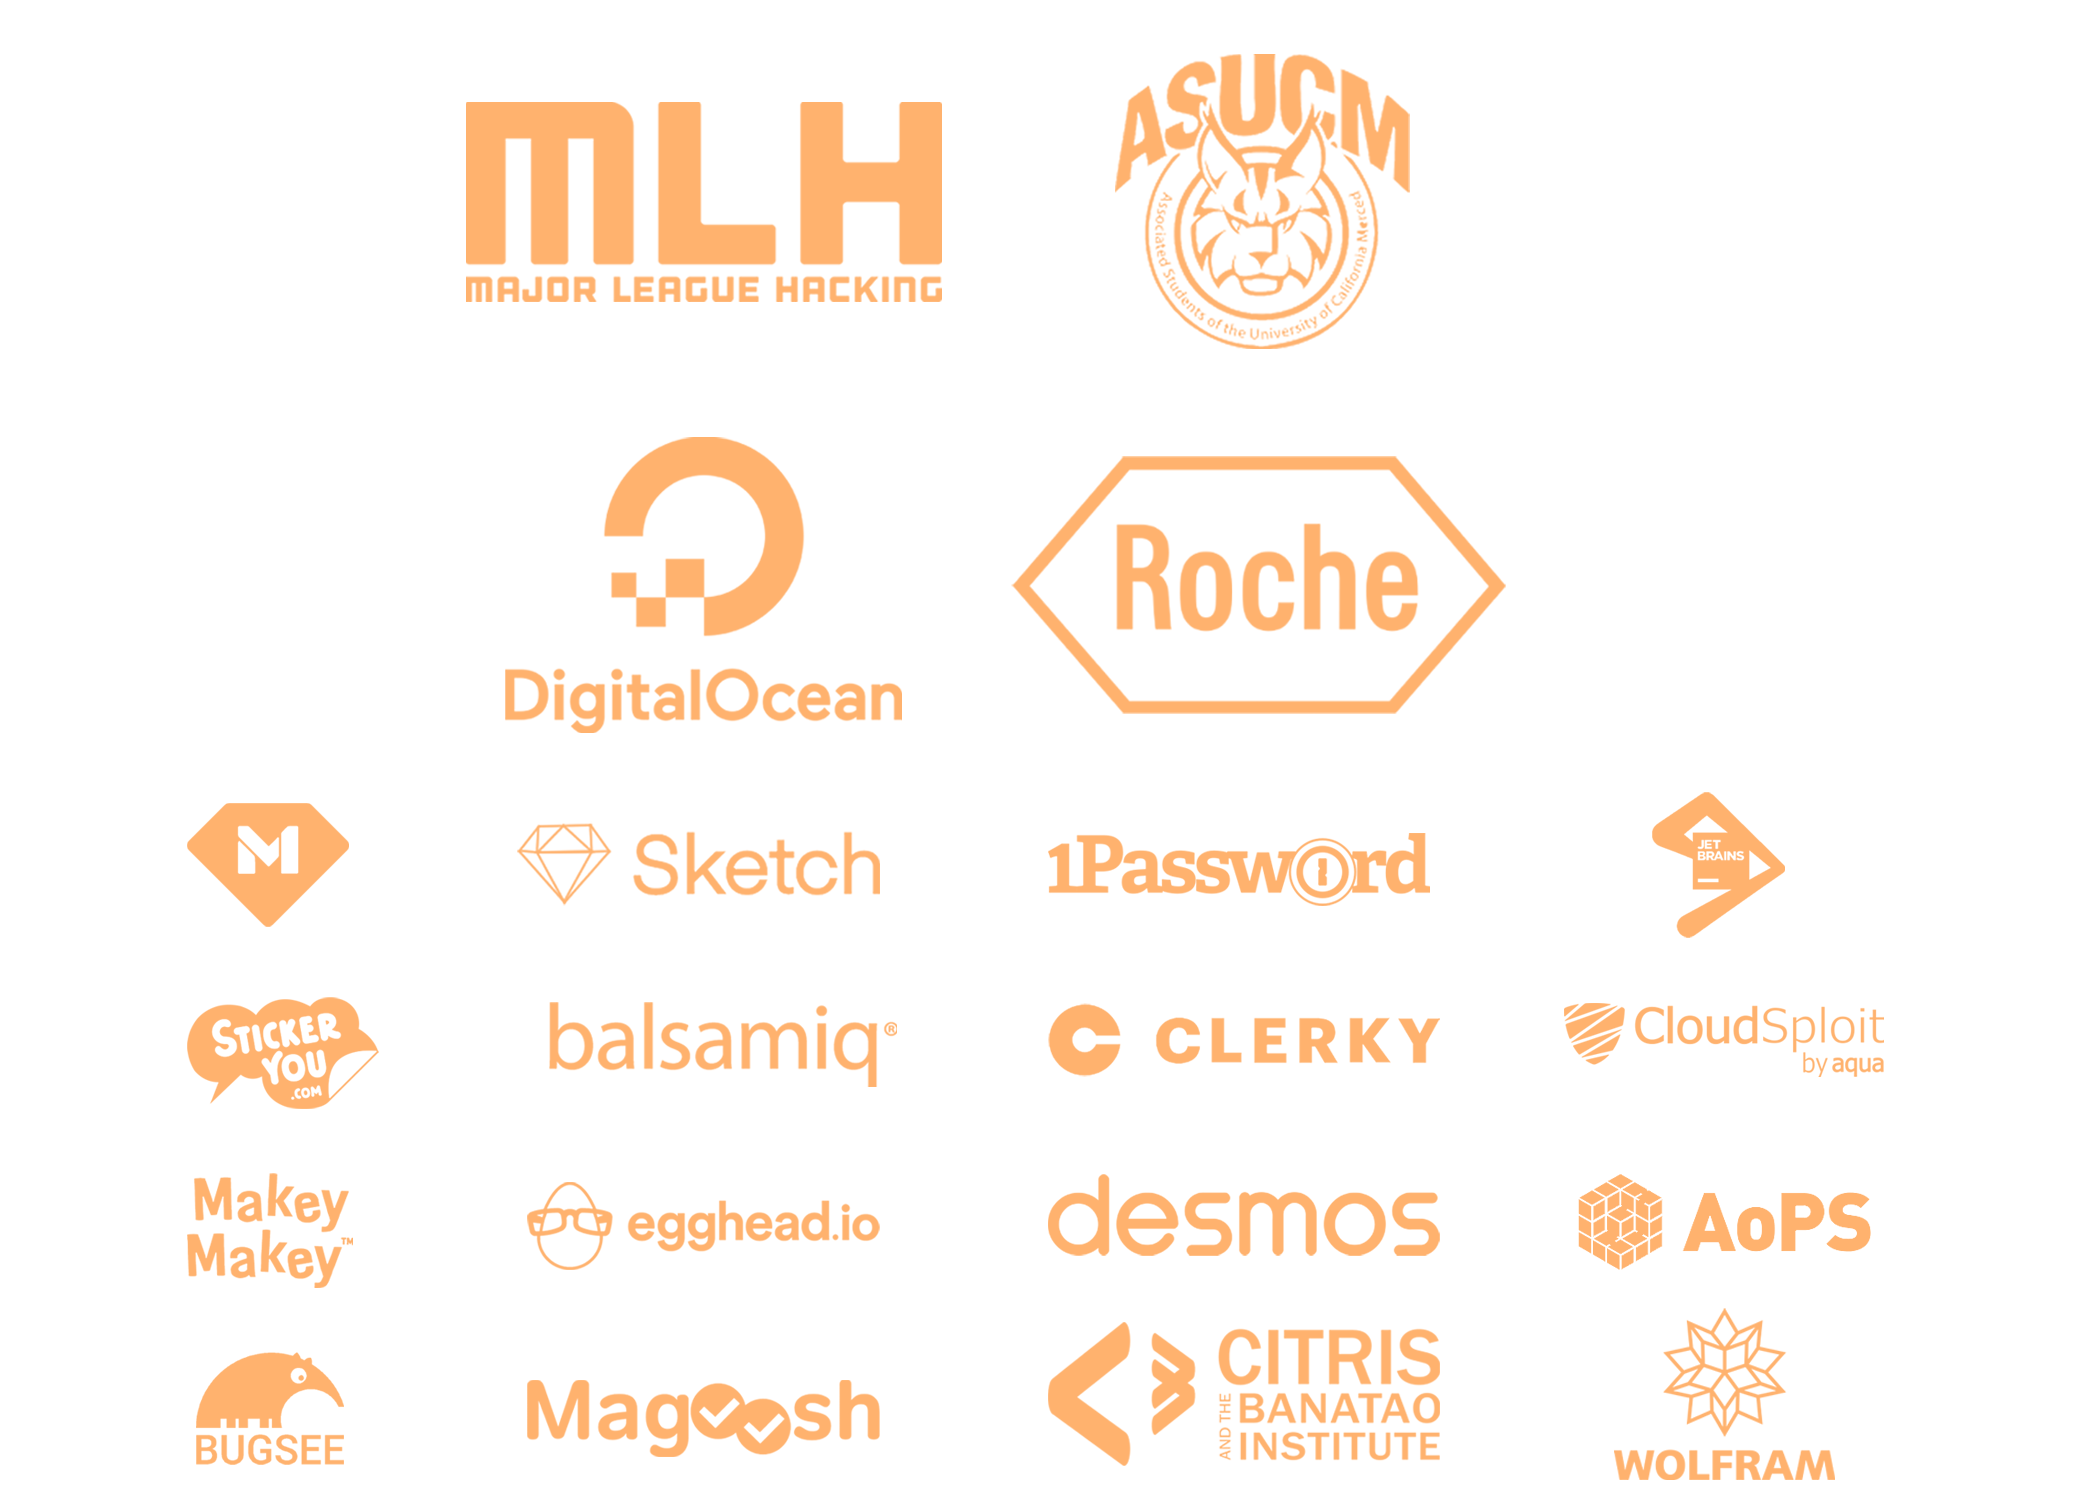 MLH
MAJOR LEAGUE HACKING
ASUCM
Associated Students of the University of California Merced
DigitalOcean
Roche
M
Sketch
1Password
JET
BRAINS
STICKER
YOU
.COM
balsamiq®
CLERKY
CloudSploit
by aqua
Makey
Makey™
egghead.io
desmos
AoPS
BUGSEE
Magoosh
CITRIS
AND THE
BANATAO
INSTITUTE
WOLFRAM